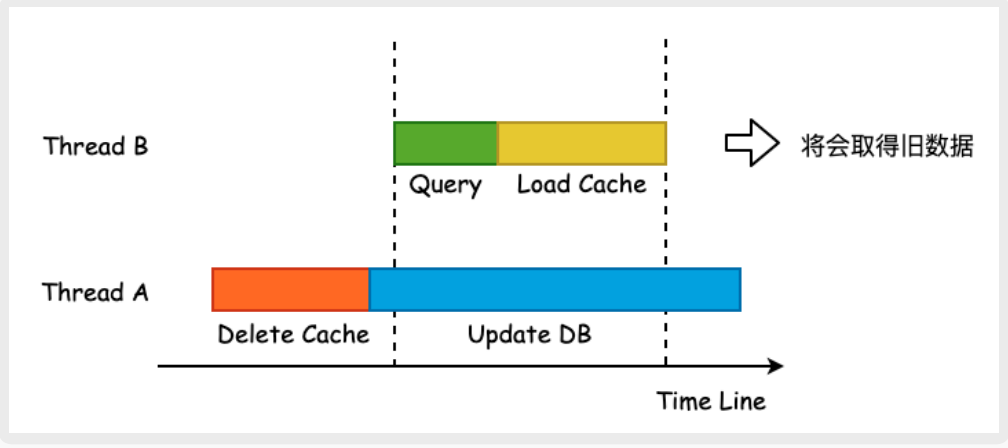 Thread B
将会取得旧数据
Query
Load Cache
Thread A
Delete Cache
Update DB
Time Line